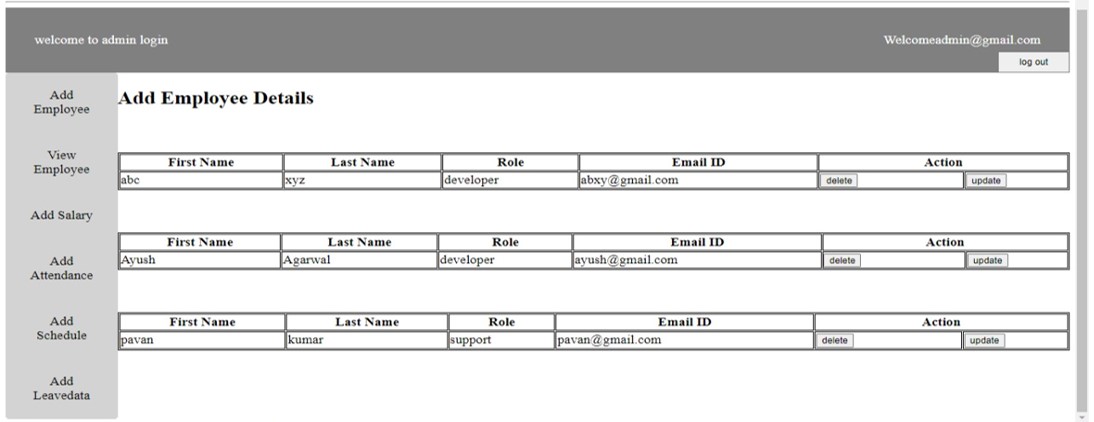 welcome to admin login
Welcomeadmin@gmail.com
log out
Add
Employee
View
Employee
Add Salary
Add
Attendance
Add
Schedule
Add
Leavedata
Add Employee Details
First Name Last Name Role Email ID Action
abc xyz developer abxy@gmail.com delete update
First Name Last Name Role Email ID Action
Ayush Agarwal developer ayush@gmail.com delete update
First Name Last Name Role Email ID Action
pavan kumar support pavan@gmail.com delete update